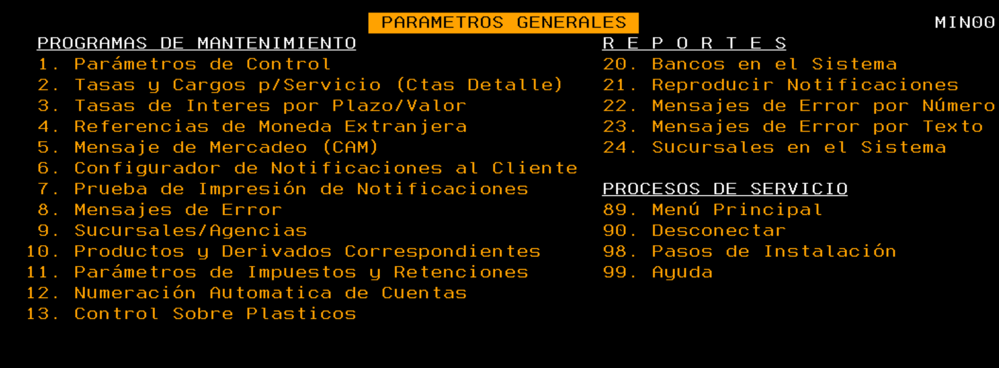 PARAMETROS GENERALES
MIN00
PROGRAMAS DE MANTENIMIENTO
1. Parámetros de Control
2. Tasas y Cargos p/Servicio (Ctas Detalle)
3. Tasas de Interes por Plazo/Valor
4. Referencias de Moneda Extranjera
5. Mensaje de Mercadeo (CAM)
6. Configurador de Notificaciones al Cliente
7. Prueba de Impresión de Notificaciones
8. Mensajes de Error
9. Sucursales/Agencias
10. Productos y Derivados Correspondientes
11. Parámetros de Impuestos y Retenciones
12. Numeración Automatica de Cuentas
13. Control Sobre Plasticos
R E P O R T E S
20. Bancos en el Sistema
21. Reproducir Notificaciones
22. Mensajes de Error por Número
23. Mensajes de Error por Texto
24. Sucursales en el Sistema
PROCESOS DE SERVICIO
89. Menú Principal
90. Desconectar
98. Pasos de Instalación
99. Ayuda